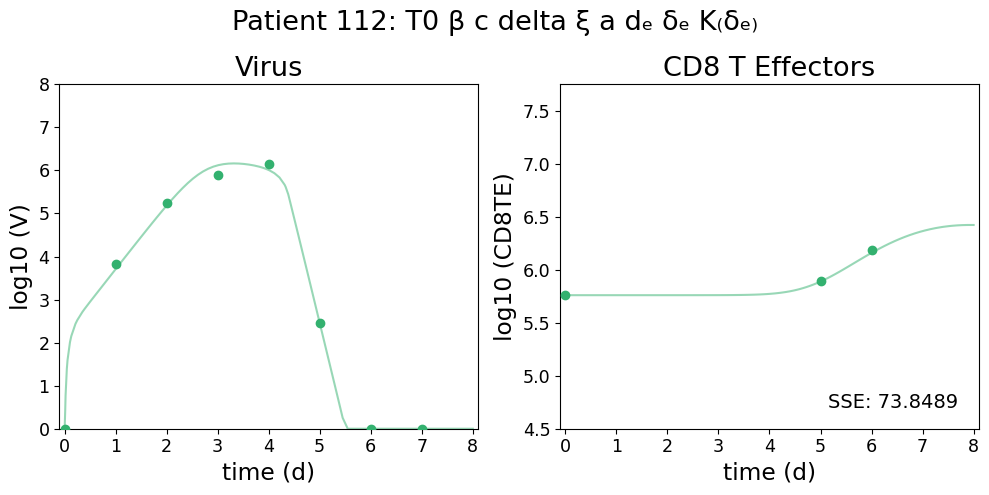 Patient 112: T0 β c delta ξ a dₑ δₑ K₍δₑ₎
Virus
CD8 T Effectors
log10 (V)
8
7
6
5
4
3
2
1
0
0 1 2 3 4 5 6 7 8
time (d)
log10 (CD8TE)
7.5
7.0
6.5
6.0
5.5
5.0
4.5
SSE: 73.8489
0 1 2 3 4 5 6 7 8
time (d)